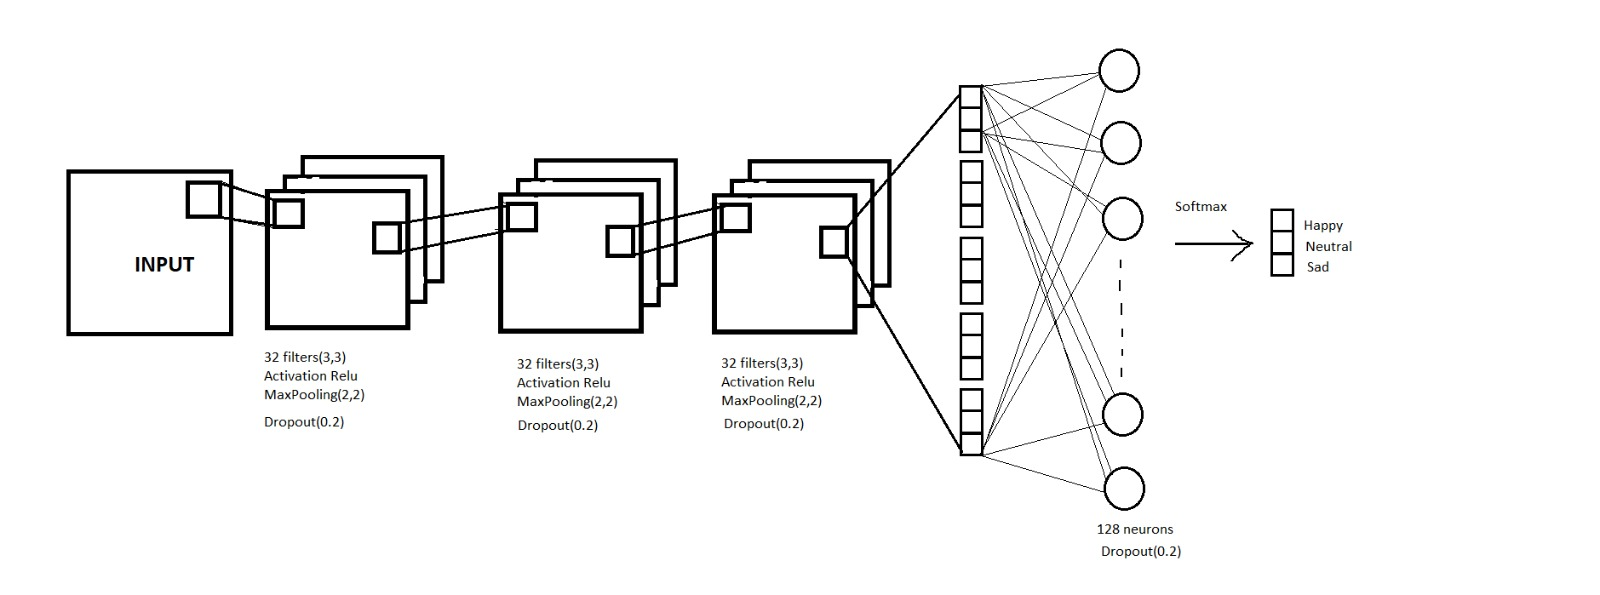 INPUT
32 filters(3,3)
Activation Relu
MaxPooling(2,2)
Dropout(0.2)
32 filters(3,3)
Activation Relu
MaxPooling(2,2)
Dropout(0.2)
32 filters(3,3)
Activation Relu
MaxPooling(2,2)
Dropout(0.2)
128 neurons
Dropout(0.2)
Softmax
Happy
Neutral
Sad